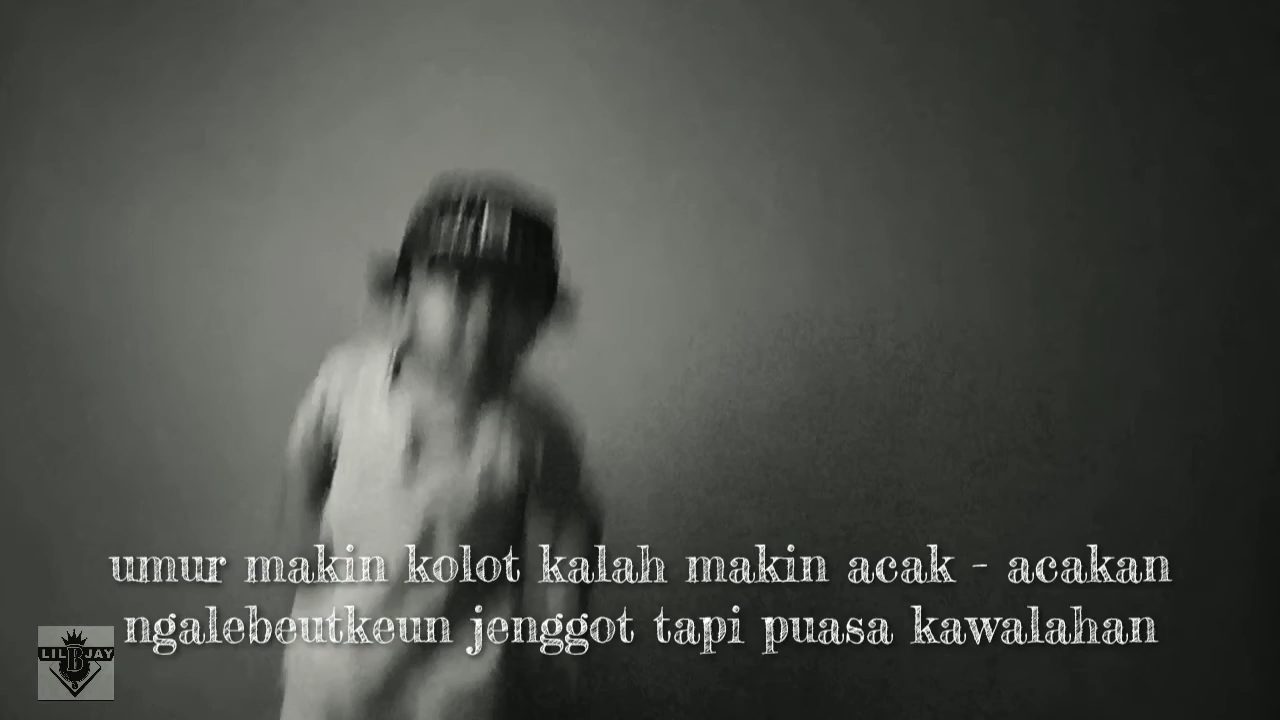 umur makin kolot kalah makin acak - acakan
ngalebeutkeun jenggot tapi puasa kawalahan
LIL B JAY